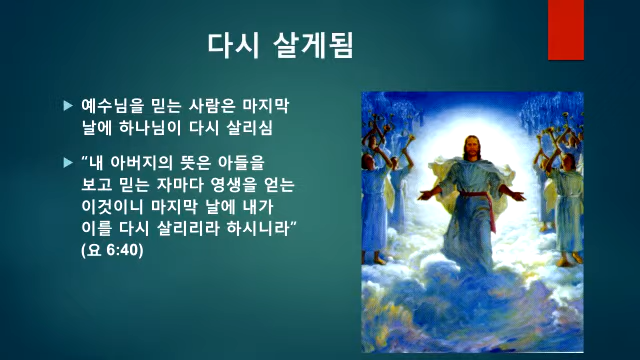 다시 살게됨
예수님을 믿는 사람은 마지막
날에 하나님이 다시 살리심
“내 아버지의 뜻은 아들을
보고 믿는 자마다 영생을 얻는
이것이니 마지막 날에 내가
이를 다시 살리리라 하시니라”
(요 6:40)